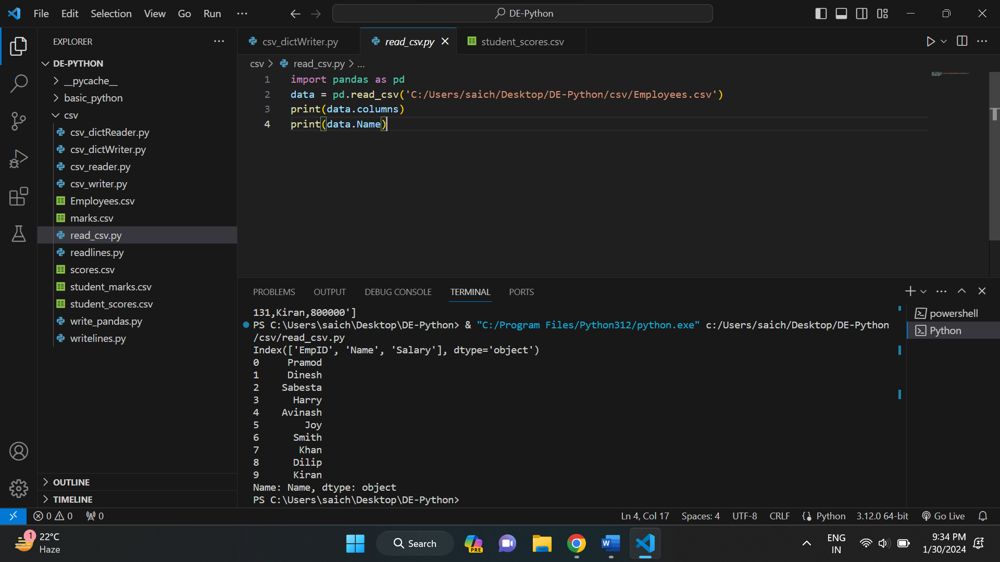 File Edit Selection View Go Run ···
DE-Python
EXPLORER
DE-PYTHON
__pycache__
basic_python
csv
csv_dictReader.py
csv_dictWriter.py
csv_reader.py
csv_writer.py
Employees.csv
marks.csv
read_csv.py
readlines.py
scores.csv
student_marks.csv
student_scores.csv
write_pandas.py
writelines.py
OUTLINE
TIMELINE
csv_dictWriter.py read_csv.py student_scores.csv
csv > read_csv.py > ...
1 import pandas as pd
2 data = pd.read_csv('C:/Users/saich/Desktop/DE-Python/csv/Employees.csv')
3 print(data.columns)
4 print(data.Name)
PROBLEMS OUTPUT DEBUG CONSOLE TERMINAL PORTS
131,Kiran,800000']
PS C:\Users\saich\Desktop\DE-Python> & "C:/Program Files/Python312/python.exe" c:/Users/saich/Desktop/DE-Python
/csv/read_csv.py
Index(['EmpID', 'Name', 'Salary'], dtype='object')
0 Pramod
1 Dinesh
2 Sabesta
3 Harry
4 Avinash
5 Joy
6 Smith
7 Khan
8 Dilip
9 Kiran
Name: Name, dtype: object
PS C:\Users\saich\Desktop\DE-Python>
powershell
Python
0 0 0 Ln 4, Col 17 Spaces: 4 UTF-8 CRLF Python 3.12.0 64-bit Go Live
1 22°C
Haze
Search
PRE
W
ENG
IN
9:34 PM
1/30/2024